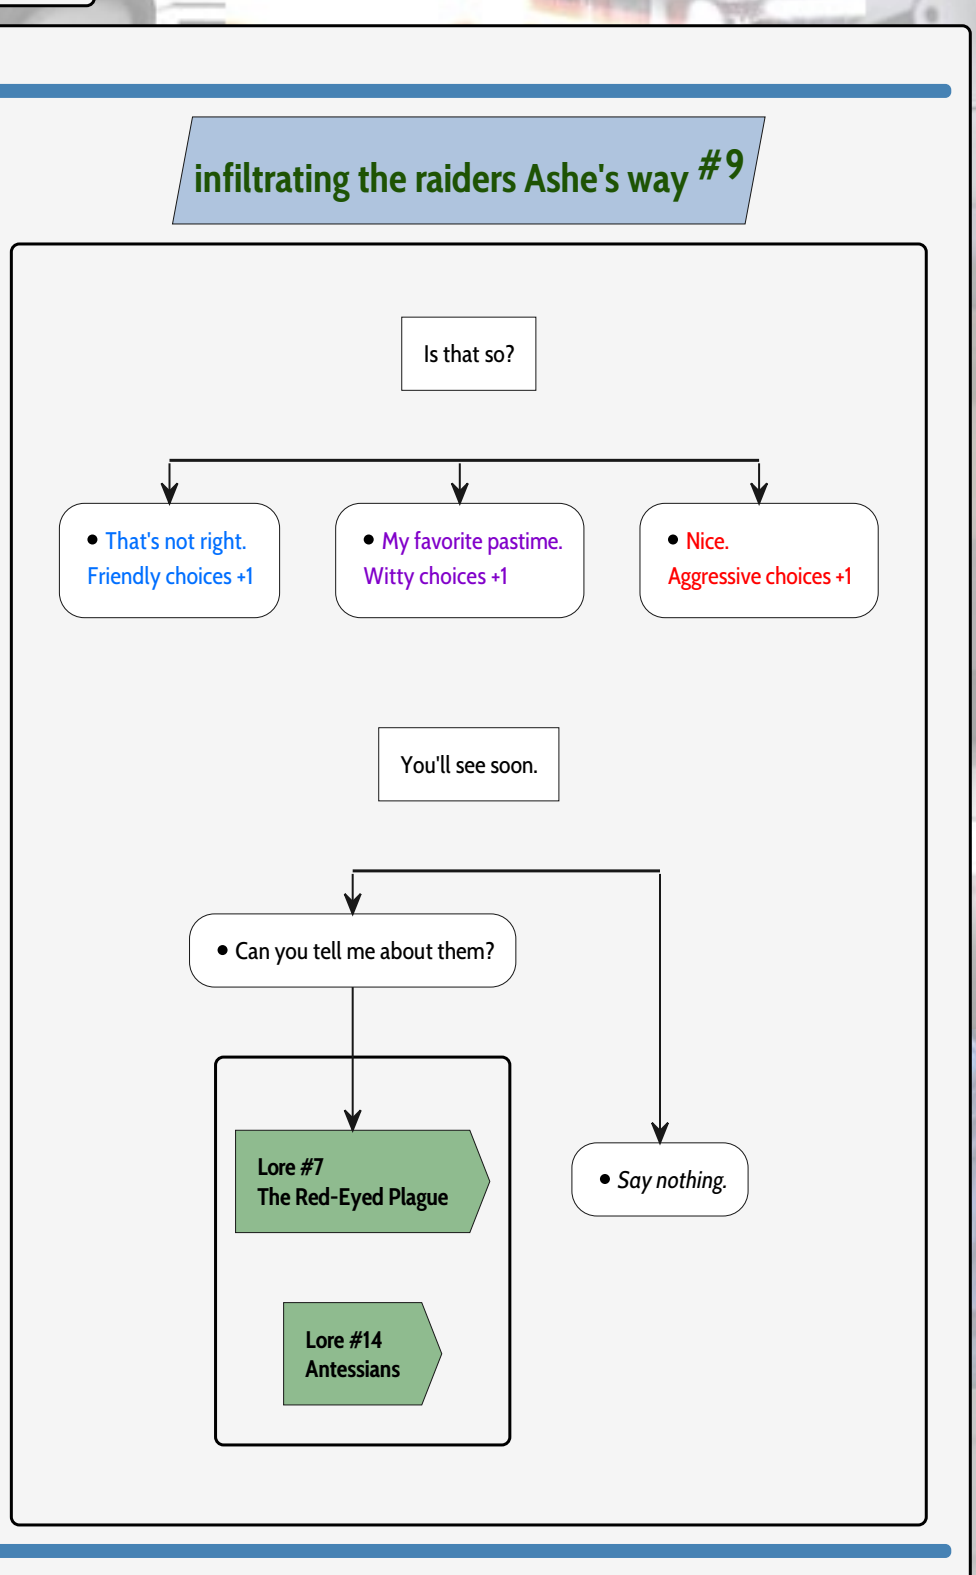 infiltrating the raiders Ashe's way #9
Is that so?
• That's not right.
Friendly choices +1
• My favorite pastime.
Witty choices +1
• Nice.
Aggressive choices +1
You'll see soon.
• Can you tell me about them?
Lore #7
The Red-Eyed Plague
• Say nothing.
Lore #14
Antessians